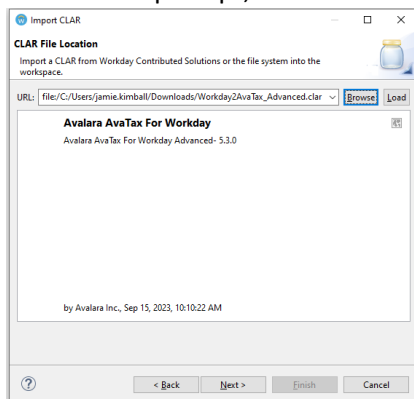 Import CLAR
CLAR File Location
Import a CLAR from Workday Contributed Solutions or the file system into the
workspace.
URL: file:/C:/Users/jamie.kimball/Downloads/Workday2AvaTax_Advanced.clar Browse Load
Avalara AvaTax For Workday
Avalara AvaTax For Workday Advanced- 5.3.0
by Avalara Inc., Sep 15, 2023, 10:10:22 AM
< Back Next > Finish Cancel